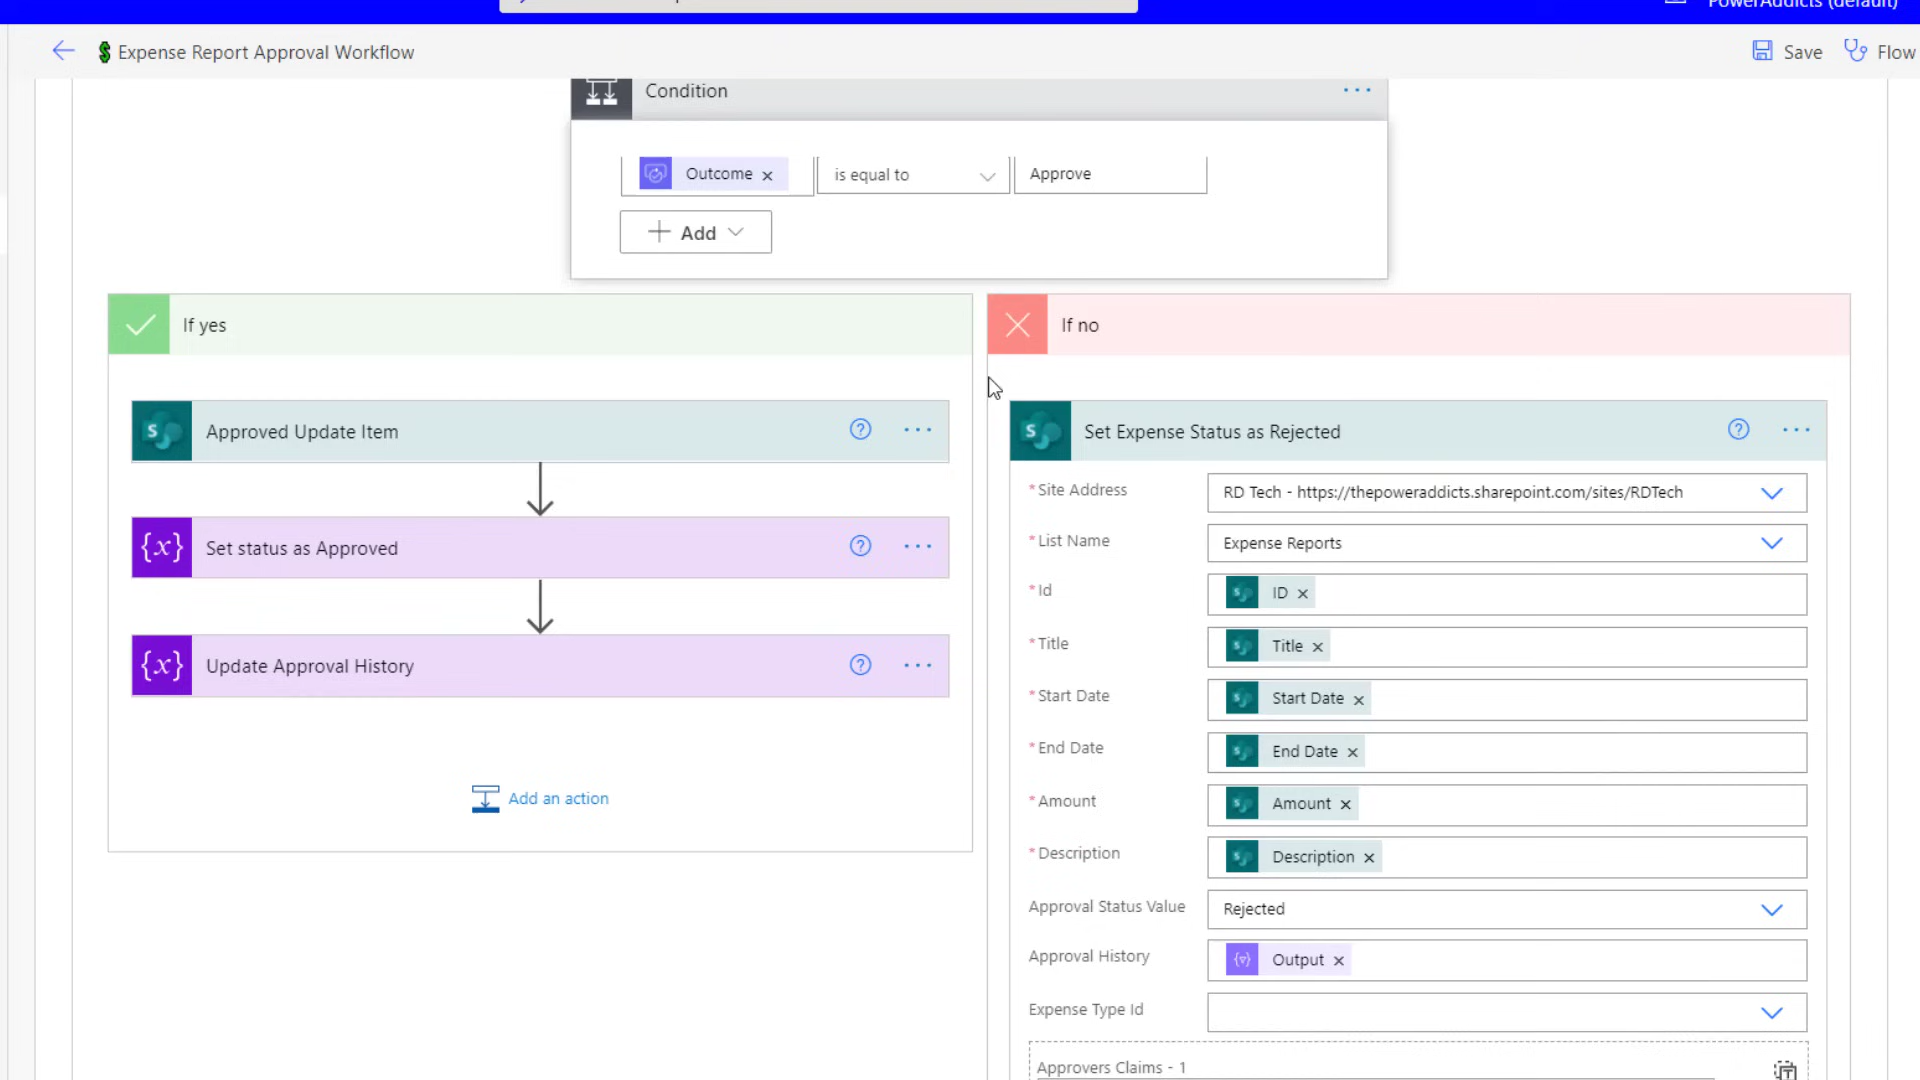 PowerAddicts (default)
Expense Report Approval Workflow
Save
Flow
Condition
Outcome
is equal to
Approve
Add
If yes
If no
Approved Update Item
Set status as Approved
Update Approval History
Add an action
Set Expense Status as Rejected
* Site Address
RD Tech - https://thepoweraddicts.sharepoint.com/sites/RDTech
* List Name
Expense Reports
* Id
ID
* Title
Title
* Start Date
Start Date
* End Date
End Date
* Amount
Amount
* Description
Description
Approval Status Value
Rejected
Approval History
Output
Expense Type Id
Approvers Claims - 1